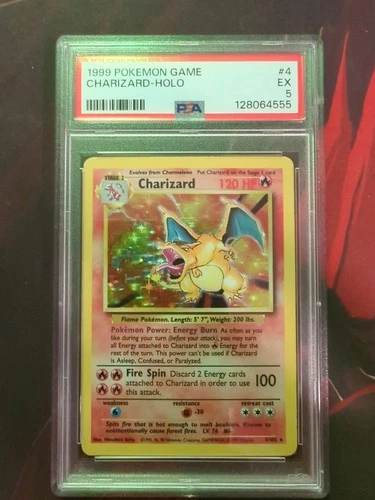 1999 POKEMON GAME #4
CHARIZARD-HOLO EX
5
PSA 128064555
Evolves from Charmeleon Put Charizard on the Stage 1 card
STAGE 2
Charizard 120 HP
Flame Pokémon. Length: 5' 7", Weight: 200 lbs.
Pokémon Power: Energy Burn As often as you
like during your turn (before your attack), you may turn
all Energy attached to Charizard into Energy for
the rest of the turn. This power can't be used if Charizard
is Asleep, Confused, or Paralyzed.
Fire Spin Discard 2 Energy cards
attached to Charizard in order to use 100
this attack.
weakness resistance retreat cost
-30
Spits fire that is hot enough to melt boulders. Known to
unintentionally cause forest fires. LV. 76 #6
4/102